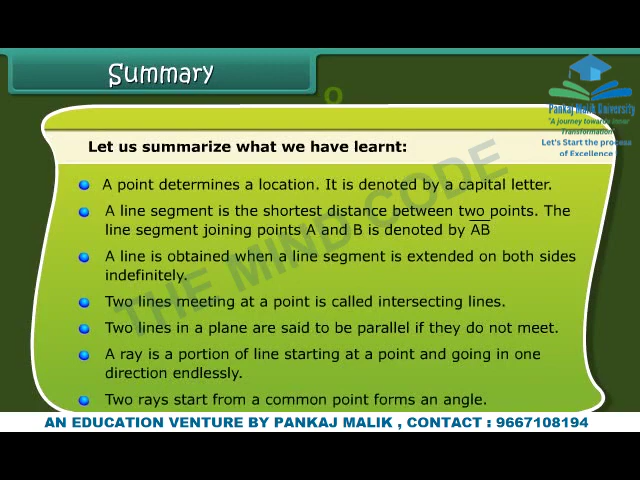 Summary
O
Pankaj Malik University
"A journey towards Inner
Transformation"
Let's Start the process
of Excellence !
Let us summarize what we have learnt:
A point determines a location. It is denoted by a capital letter.
A line segment is the shortest distance between two points. The
line segment joining points A and B is denoted by AB
A line is obtained when a line segment is extended on both sides
indefinitely.
Two lines meeting at a point is called intersecting lines.
Two lines in a plane are said to be parallel if they do not meet.
A ray is a portion of line starting at a point and going in one
direction endlessly.
Two rays start from a common point forms an angle.
THE MIND CODE
AN EDUCATION VENTURE BY PANKAJ MALIK , CONTACT : 9667108194